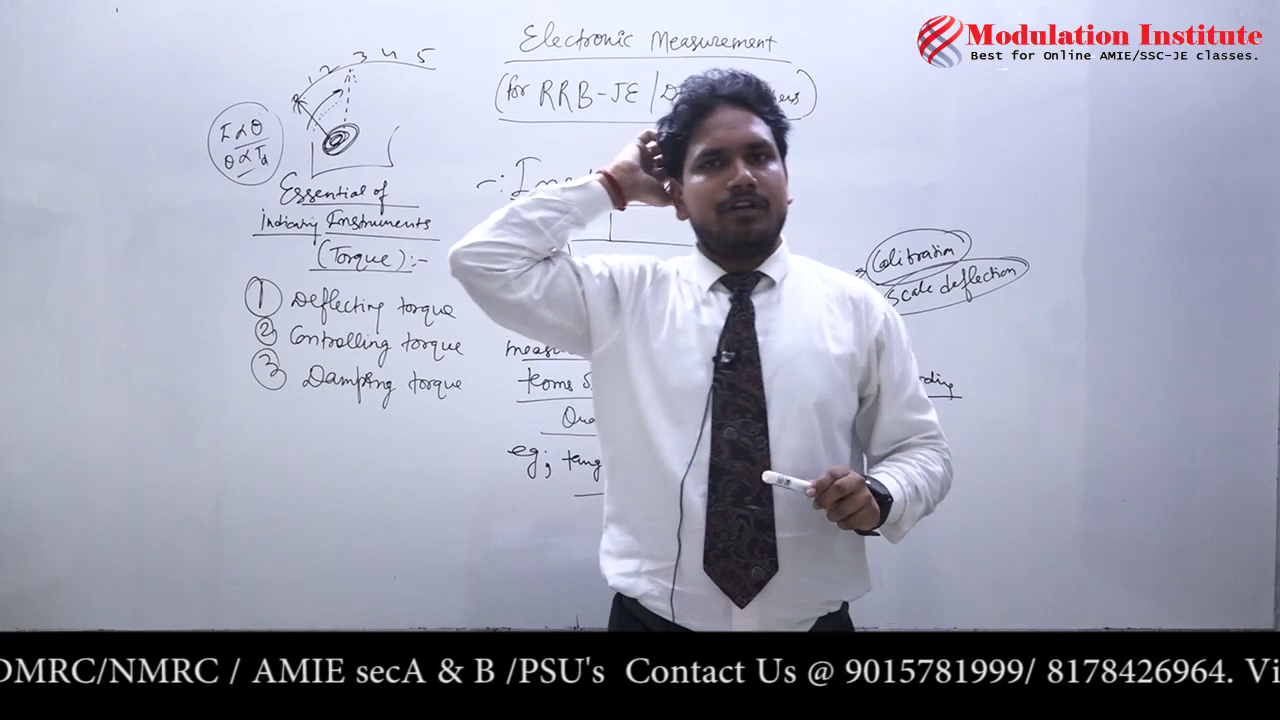 Modulation Institute
Best for Online AMIE/SSC-JE classes.
Electronic Measurement
(for RRB-JE /
1 2 3 4 5
I α θ
θ α Td
Essential of
Indicating Instruments
(Torque):-
1 Deflecting torque
2 Controlling torque
3 Damping torque
Calibration
Scale deflection
eg;
DMRC/NMRC / AMIE secA & B /PSU's Contact Us @ 9015781999/ 8178426964. Vi